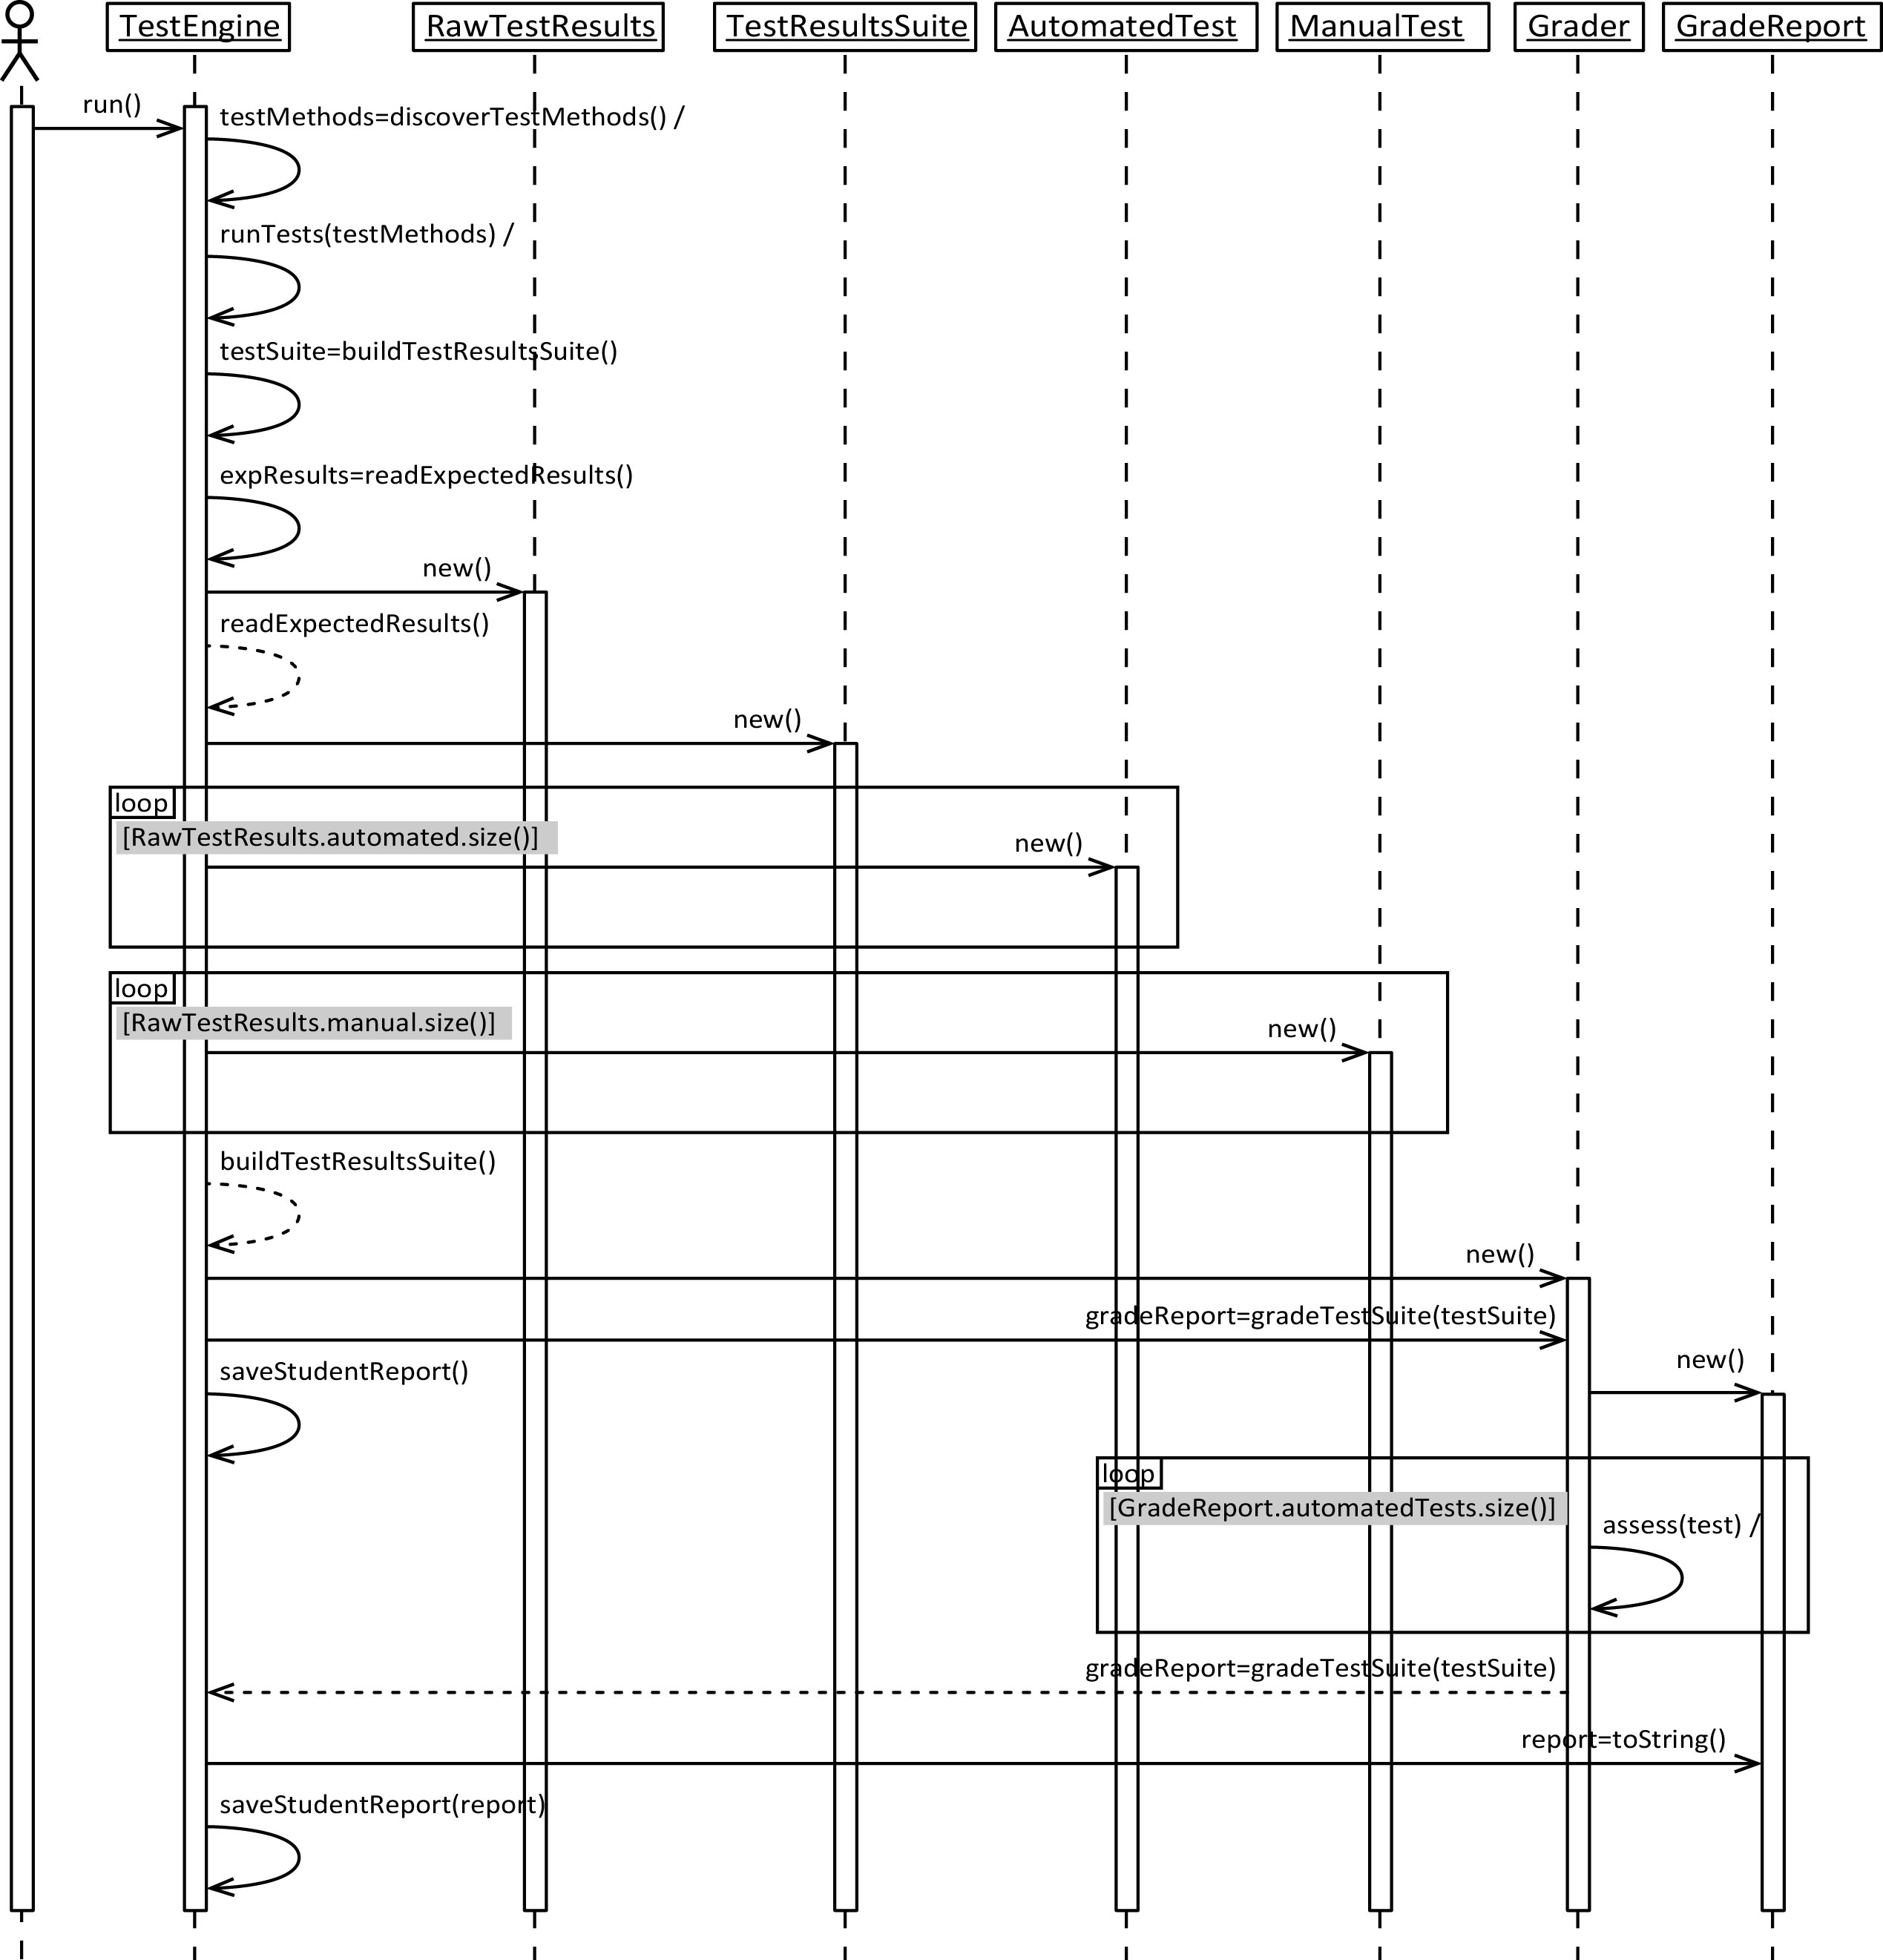 TestEngine
RawTestResults
TestResultsSuite
AutomatedTest
ManualTest
Grader
GradeReport
run()
testMethods=discoverTestMethods() /
runTests(testMethods) /
testSuite=buildTestResultsSuite()
expResults=readExpectedResults()
new()
readExpectedResults()
new()
loop
[RawTestResults.automated.size()]
new()
loop
[RawTestResults.manual.size()]
new()
buildTestResultsSuite()
new()
gradeReport=gradeTestSuite(testSuite)
new()
saveStudentReport()
loop
[GradeReport.automatedTests.size()]
assess(test) /
gradeReport=gradeTestSuite(testSuite)
report=toString()
saveStudentReport(report)